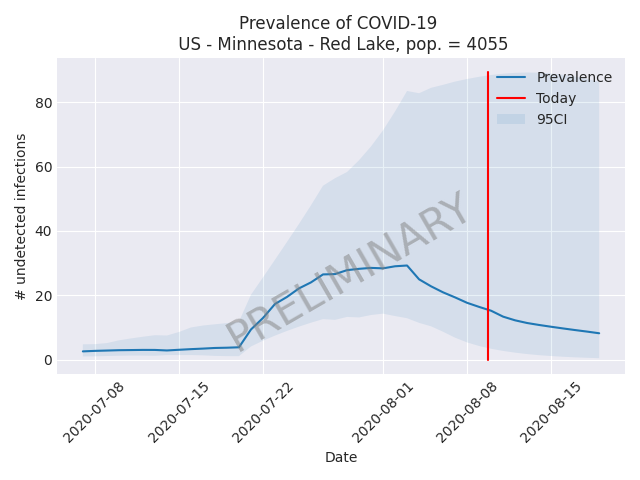 Prevalence of COVID-19
US - Minnesota - Red Lake, pop. = 4055
# undetected infections
80
60
40
20
0
Prevalence
Today
95CI
PRELIMINARY
2020-07-08
2020-07-15
2020-07-22
2020-08-01
2020-08-08
2020-08-15
Date